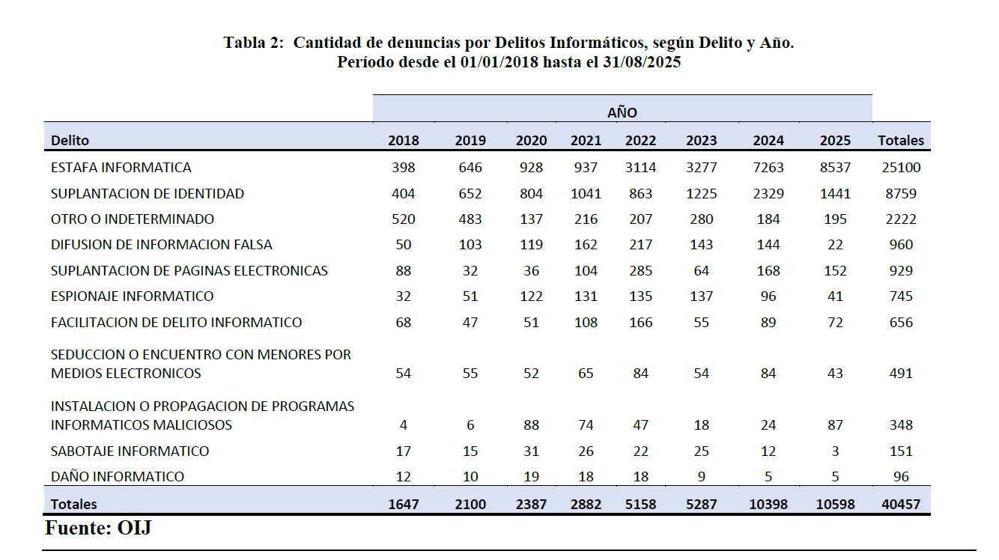 Tabla 2: Cantidad de denuncias por Delitos Informáticos, según Delito y Año.
Período desde el 01/01/2018 hasta el 31/08/2025
AÑO
Delito 2018 2019 2020 2021 2022 2023 2024 2025 Totales
ESTAFA INFORMATICA 398 646 928 937 3114 3277 7263 8537 25100
SUPLANTACION DE IDENTIDAD 404 652 804 1041 863 1225 2329 1441 8759
OTRO O INDETERMINADO 520 483 137 216 207 280 184 195 2222
DIFUSION DE INFORMACION FALSA 50 103 119 162 217 143 144 22 960
SUPLANTACION DE PAGINAS ELECTRONICAS 88 32 36 104 285 64 168 152 929
ESPIONAJE INFORMATICO 32 51 122 131 135 137 96 41 745
FACILITACION DE DELITO INFORMATICO 68 47 51 108 166 55 89 72 656
SEDUCCION O ENCUENTRO CON MENORES POR
MEDIOS ELECTRONICOS 54 55 52 65 84 54 84 43 491
INSTALACION O PROPAGACION DE PROGRAMAS
INFORMATICOS MALICIOSOS 4 6 88 74 47 18 24 87 348
SABOTAJE INFORMATICO 17 15 31 26 22 25 12 3 151
DAÑO INFORMATICO 12 10 19 18 18 9 5 5 96
Totales 1647 2100 2387 2882 5158 5287 10398 10598 40457
Fuente: OIJ